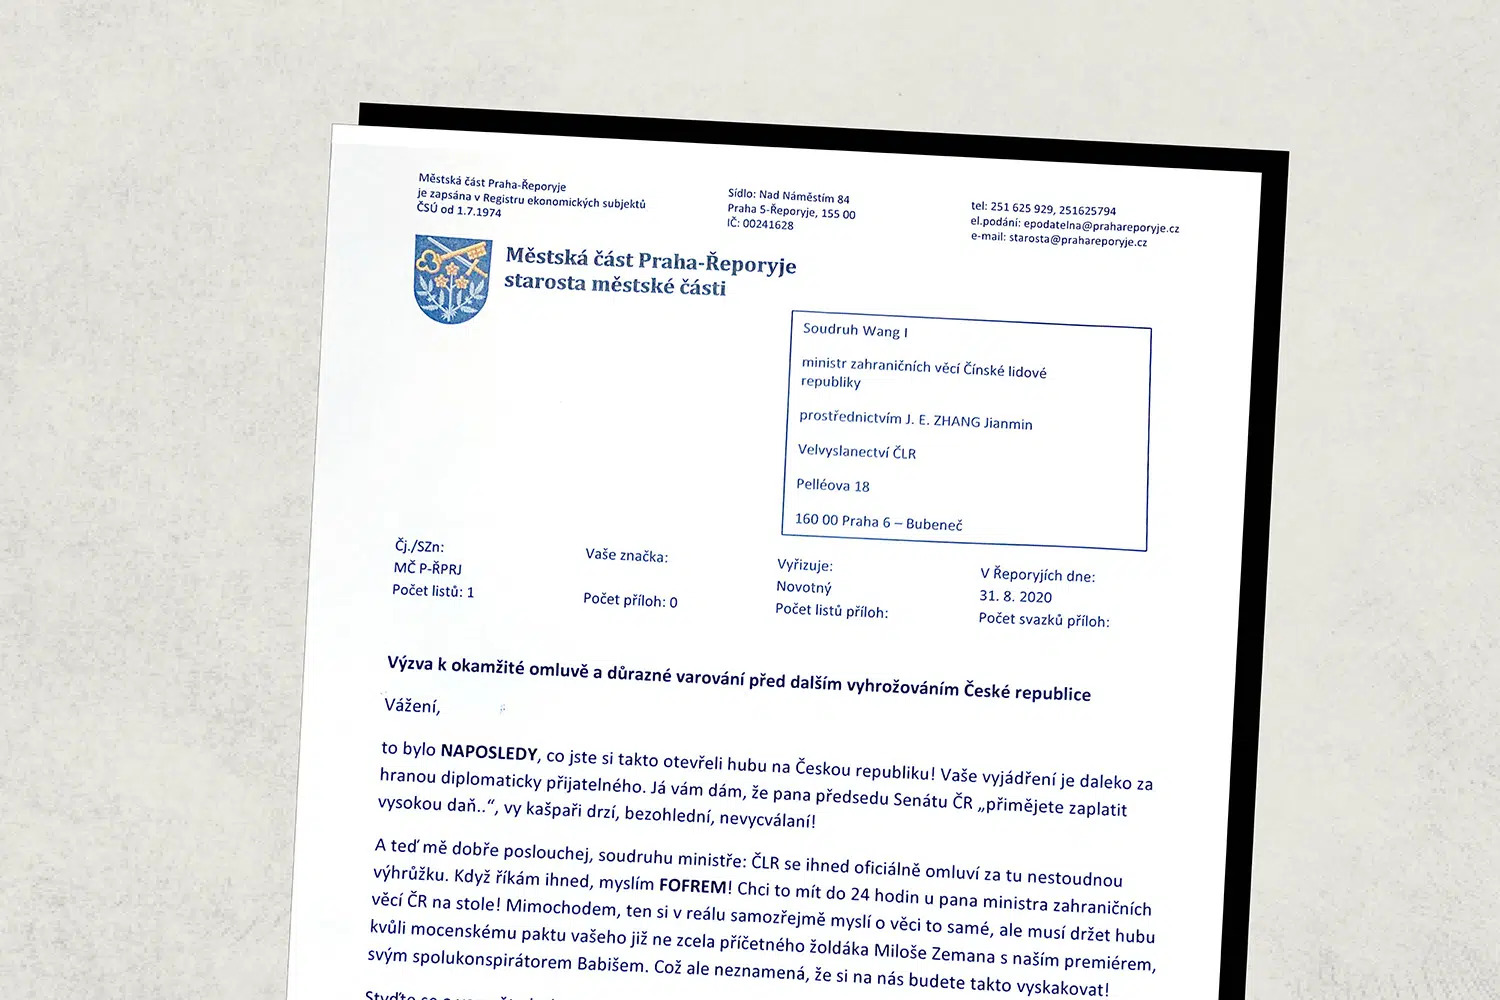 Městská část Praha-Řeporyje
je zapsána v Registru ekonomických subjektů
ČSÚ od 1.7.1974
Sídlo: Nad Náměstím 84
Praha 5-Řeporyje, 155 00
IČ: 00241628
tel: 251 625 929, 251625794
el.podání: epodatelna@prahareporyje.cz
e-mail: starosta@prahareporyje.cz
Městská část Praha-Řeporyje
starosta městské části
Soudruh Wang I
ministr zahraničních věcí Čínské lidové
republiky
prostřednictvím J. E. ZHANG Jianmin
Velvyslanectví ČLR
Pelléova 18
160 00 Praha 6 – Bubeneč
Čj./SZn:
MČ P-ŘPRJ
Počet listů: 1
Vaše značka:
Počet příloh: 0
Vyřizuje:
Novotný
Počet listů příloh:
V Řeporyjích dne:
31. 8. 2020
Počet svazků příloh:
Výzva k okamžité omluvě a důrazné varování před dalším vyhrožováním České republice
Vážení,
to bylo NAPOSLEDY, co jste si takto otevřeli hubu na Českou republiku! Vaše vyjádření je daleko za
hranou diplomaticky přijatelného. Já vám dám, že pana předsedu Senátu ČR „přimějete zaplatit
vysokou daň..“, vy kašpaři drzí, bezohlední, nevycválaní!
A teď mě dobře poslouchej, soudruhu ministře: ČLR se ihned oficiálně omluví za tu nestoudnou
výhrůžku. Když říkám ihned, myslím FOFREM! Chci to mít do 24 hodin u pana ministra zahraničních
věcí ČR na stole! Mimochodem, ten si v reálu samozřejmě myslí o věci to samé, ale musí držet hubu
kvůli mocenskému paktu vašeho již ne zcela příčetného žoldáka Miloše Zemana s naším premiérem,
svým spolukonspirátorem Babišem. Což ale neznamená, že si na nás budete takto vyskakovat!
Styďte se